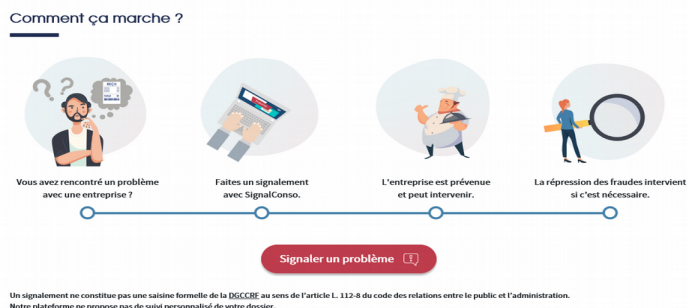 Comment ça marche ?
REÇU
Vous avez rencontré un problème
avec une entreprise ?
Faites un signalement
avec SignalConso.
L'entreprise est prévenue
et peut intervenir.
La répression des fraudes intervient
si c'est nécessaire.
Signaler un problème
Un signalement ne constitue pas une saisine formelle de la DGCCRF au sens de l'article L. 112-8 du code des relations entre le public et l'administration.
Notre plateforme ne propose pas de suivi personnalisé de votre dossier.